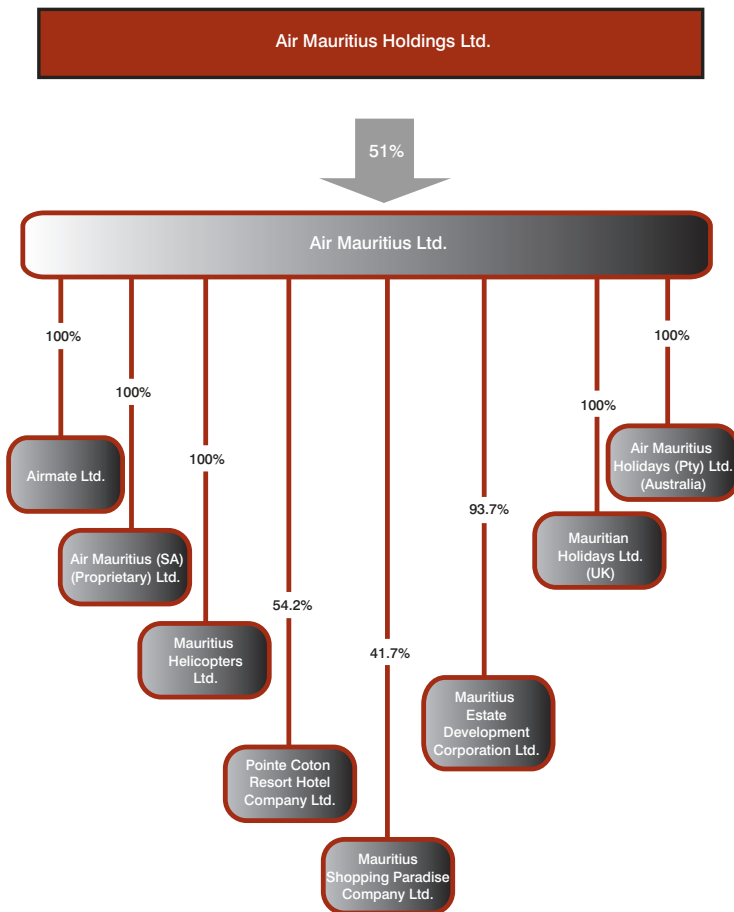 Air Mauritius Holdings Ltd.
51%
Air Mauritius Ltd.
100%
Airmate Ltd.
100%
Air Mauritius (SA)
(Proprietary) Ltd.
100%
Mauritius
Helicopters
Ltd.
54.2%
Pointe Coton
Resort Hotel
Company Ltd.
41.7%
Mauritius
Shopping Paradise
Company Ltd.
93.7%
Mauritius
Estate
Development
Corporation Ltd.
100%
Mauritian
Holidays Ltd.
(UK)
100%
Air Mauritius
Holidays (Pty) Ltd.
(Australia)